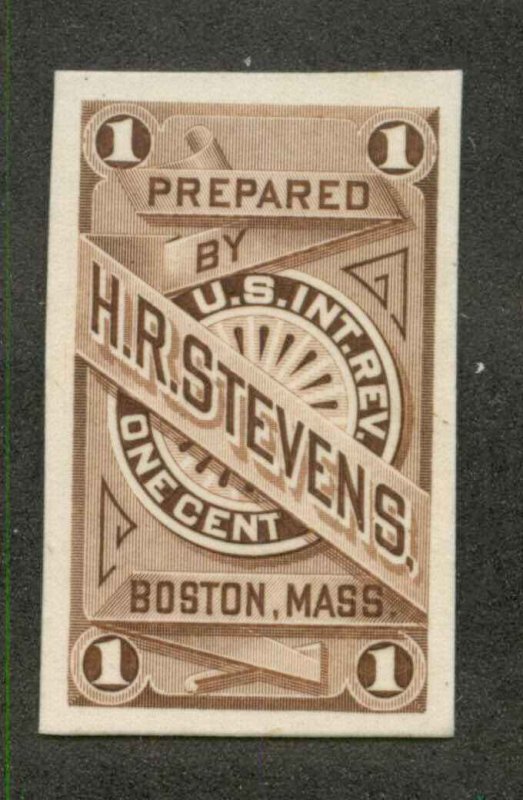 1 1
PREPARED
BY
U.S.INT.REV.
H.R.STEVENS.
ONE CENT
BOSTON, MASS.
1 1